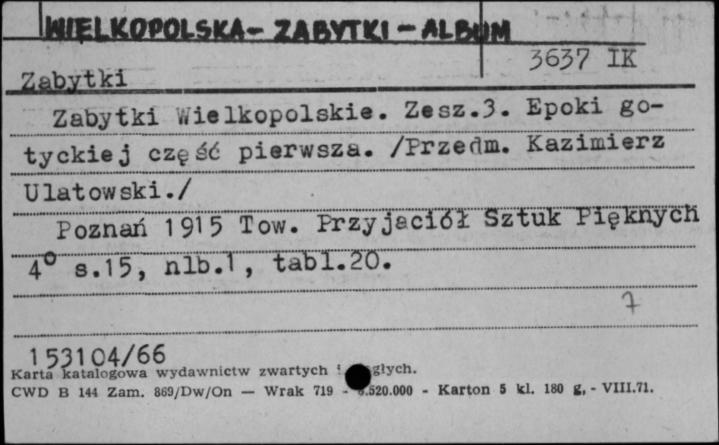 WIELKOPOLSKA - ZABYTKI - ALBUM
3637 IK
Zabytki
Zabytki Wielkopolskie. Zesz.3. Epoki go-
tyckiej część pierwsza. /Przedm. Kazimierz
Ulatowski./
Poznań 1915 Tow. Przyjaciół Sztuk Pięknych
4° s.15, nlb.1, tabl.20.
7
153104/66
Karta katalogowa wydawnictw zwartych głych.
CWD B 144 Zam. 869/Dw/On — Wrak 719 - .520.000 - Karton 5 kl. 180 g, - VIII.71.